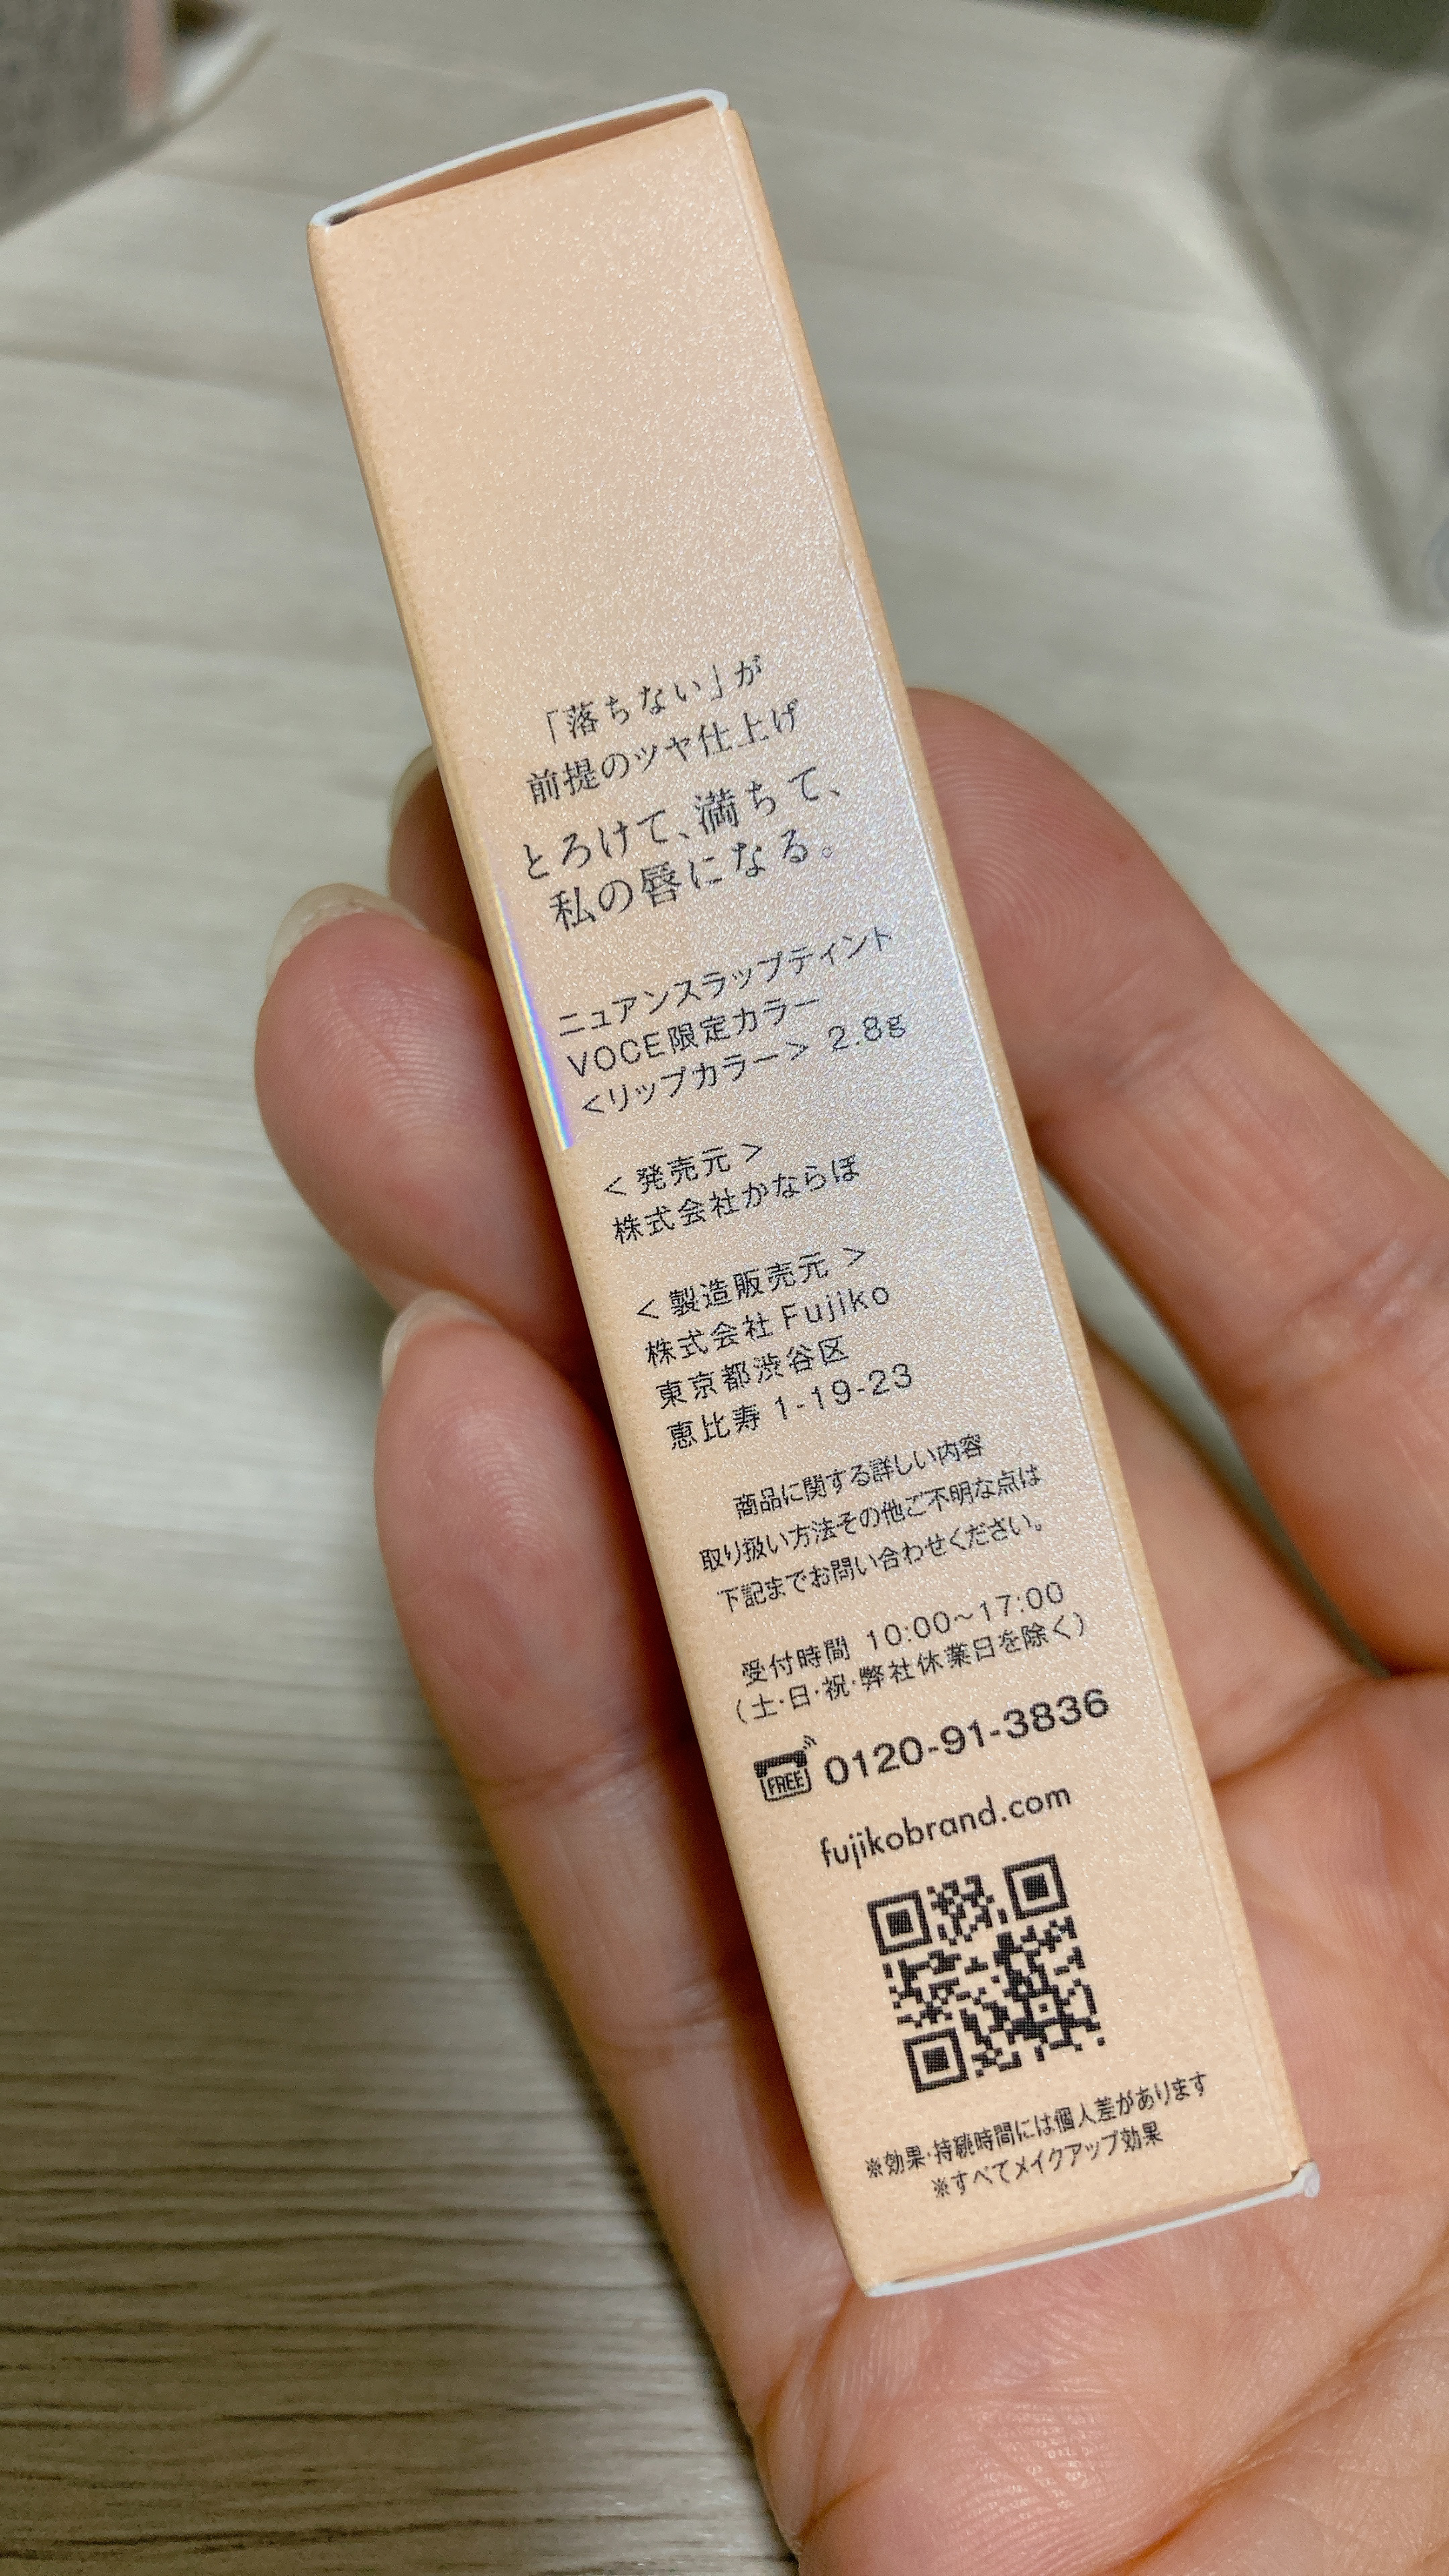 「落ちない」が
前提のツヤ仕上げ
とろけて、満ちて、
私の唇になる。
ニュアンスラップティント
VOCE限定カラー
<リップカラー> 2.8g
< 発売元 >
株式会社かならぼ
< 製造販売元 >
株式会社 Fujiko
東京都渋谷区
恵比寿 1-19-23
商品に関する詳しい内容
取り扱い方法その他ご不明な点は
下記までお問い合わせください。
受付時間 10:00~17:00
(土・日・祝・弊社休業日を除く)
FREE 0120-91-3836
fujikobrand.com
※効果・持続時間には個人差があります
※すべてメイクアップ効果